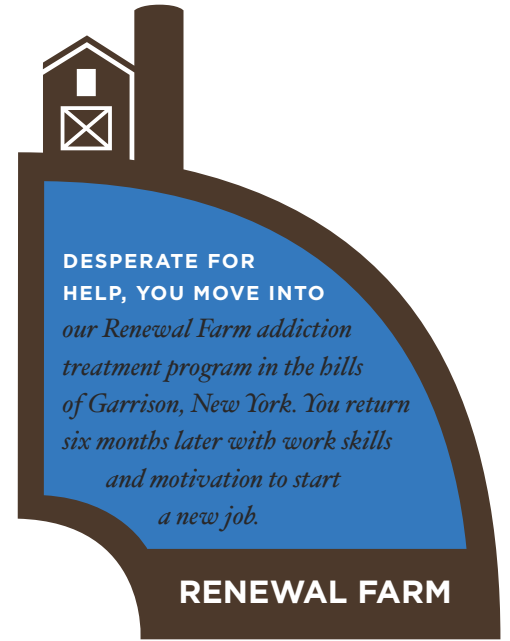 DESPERATE FOR
HELP, YOU MOVE INTO
our Renewal Farm addiction
treatment program in the hills
of Garrison, New York. You return
six months later with work skills
and motivation to start
a new job.
RENEWAL FARM